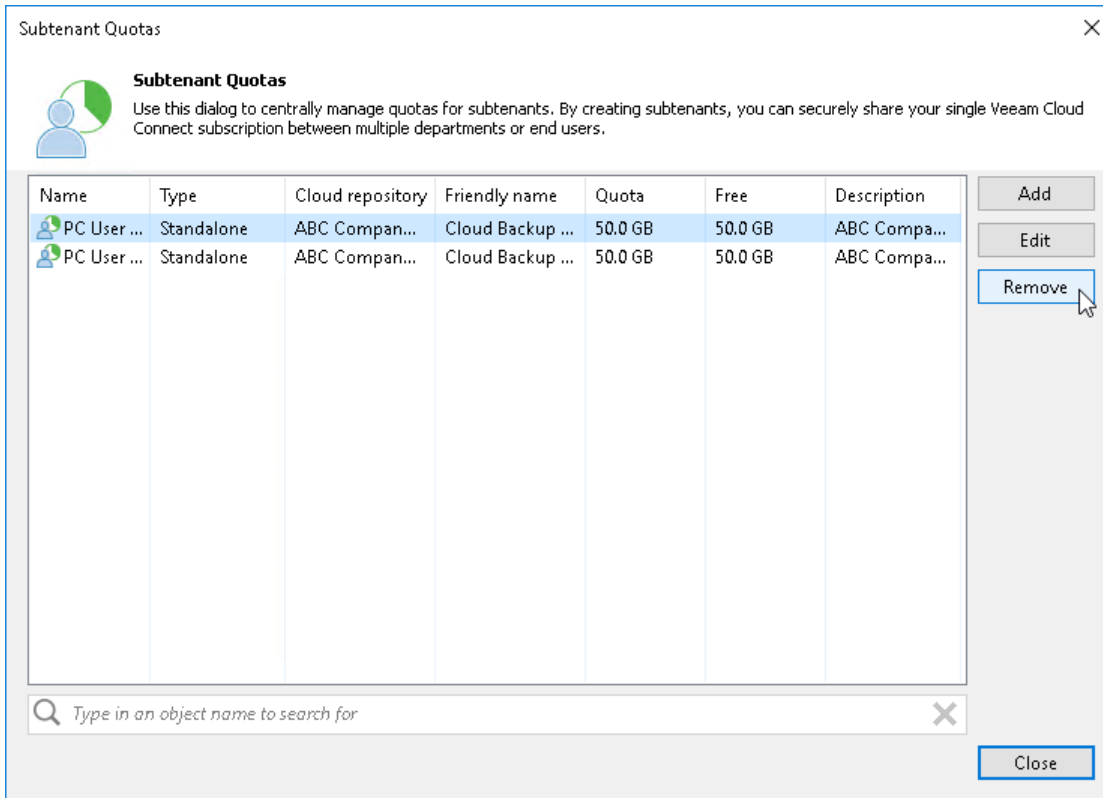 Subtenant Quotas
Subtenant Quotas
Use this dialog to centrally manage quotas for subtenants. By creating subtenants, you can securely share your single Veeam Cloud
Connect subscription between multiple departments or end users.
Name Type Cloud repository Friendly name Quota Free Description
PC User ... Standalone ABC Compan... Cloud Backup ... 50.0 GB 50.0 GB ABC Compa...
PC User ... Standalone ABC Compan... Cloud Backup ... 50.0 GB 50.0 GB ABC Compa...
Add
Edit
Remove
Type in an object name to search for
Close